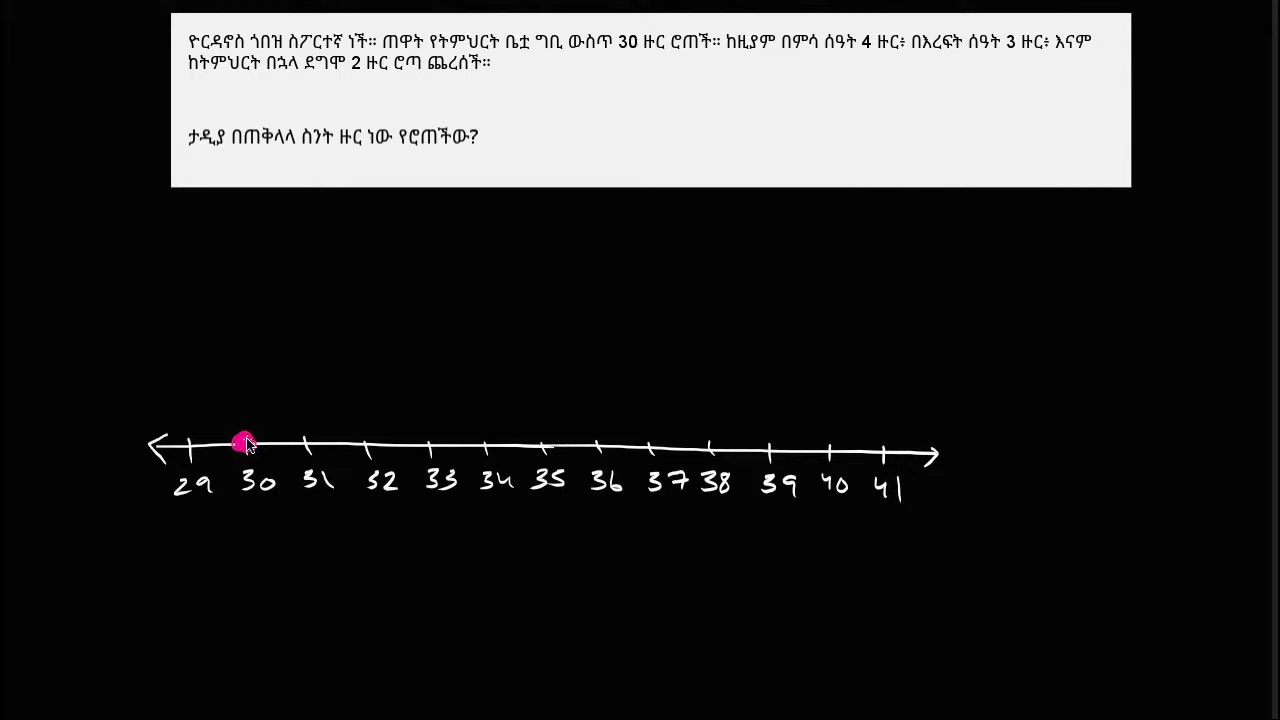 ዮርዳኖስ ጎበዝ ስፖርተኛ ነች። ጠዋት የትምህርት ቤቷ ግቢ ውስጥ 30 ዙር ሮጠች። ከዚያም በምሳ ሰዓት 4 ዙር፥ በእረፍት ሰዓት 3 ዙር፥ እናም
ከትምህርት በኋላ ደግሞ 2 ዙር ሮጣ ጨረሰች።
ታዲያ በጠቅላላ ስንት ዙር ነው የሮጠችው?
29 30 31 32 33 34 35 36 37 38 39 40 41